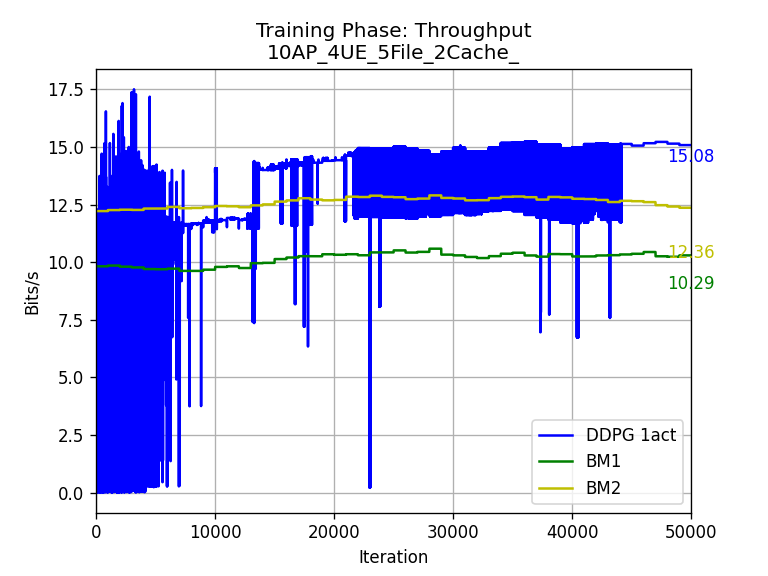 Training Phase: Throughput
10AP_4UE_5File_2Cache_
17.5
15.0
12.5
10.0
7.5
5.0
2.5
0.0
Bits/s
15.08
12.36
10.29
DDPG 1act
BM1
BM2
0 10000 20000 30000 40000 50000
Iteration